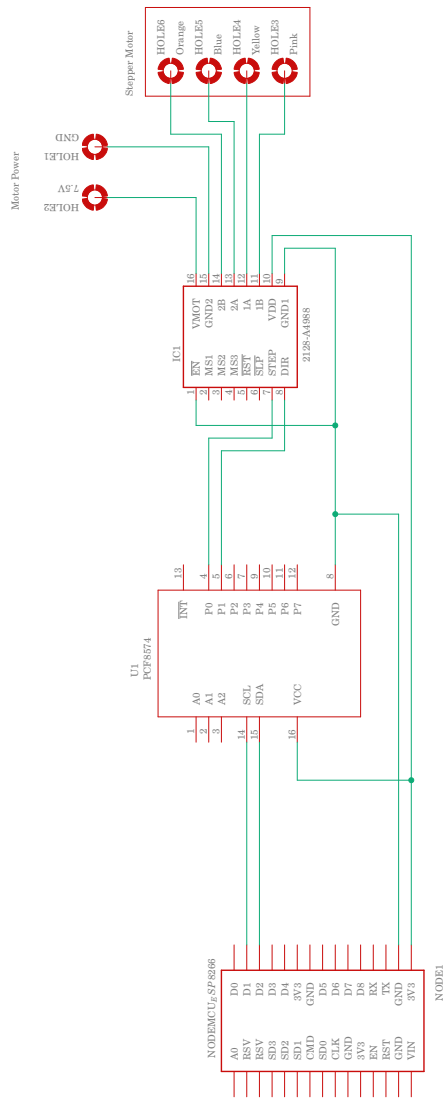 Stepper Motor
HOLE6
Orange
HOLE5
Blue
HOLE4
Yellow
HOLE3
Pink
Motor Power
GND
HOLE1
7.5V
HOLE2
IC1
2128-A4988
16 VMOT
15 GND2
14 2B
13 2A
12 1A
11 1B
10 VDD
9 GND1
1 EN
2 MS1
3 MS2
4 MS3
5 RST
6 SLP
7 STEP
8 DIR
U1
PCF8574
13 INT
4 P0
5 P1
6 P2
7 P3
9 P4
10 P5
11 P6
12 P7
8 GND
1 A0
2 A1
3 A2
14 SCL
15 SDA
16 VCC
NODEMCU_ESP8266
NODE1
D0
D1
D2
D3
D4
3V3
GND
D5
D6
D7
D8
RX
TX
GND
3V3
A0
RSV
RSV
SD3
SD2
SD1
CMD
SD0
CLK
GND
3V3
EN
RST
GND
VIN